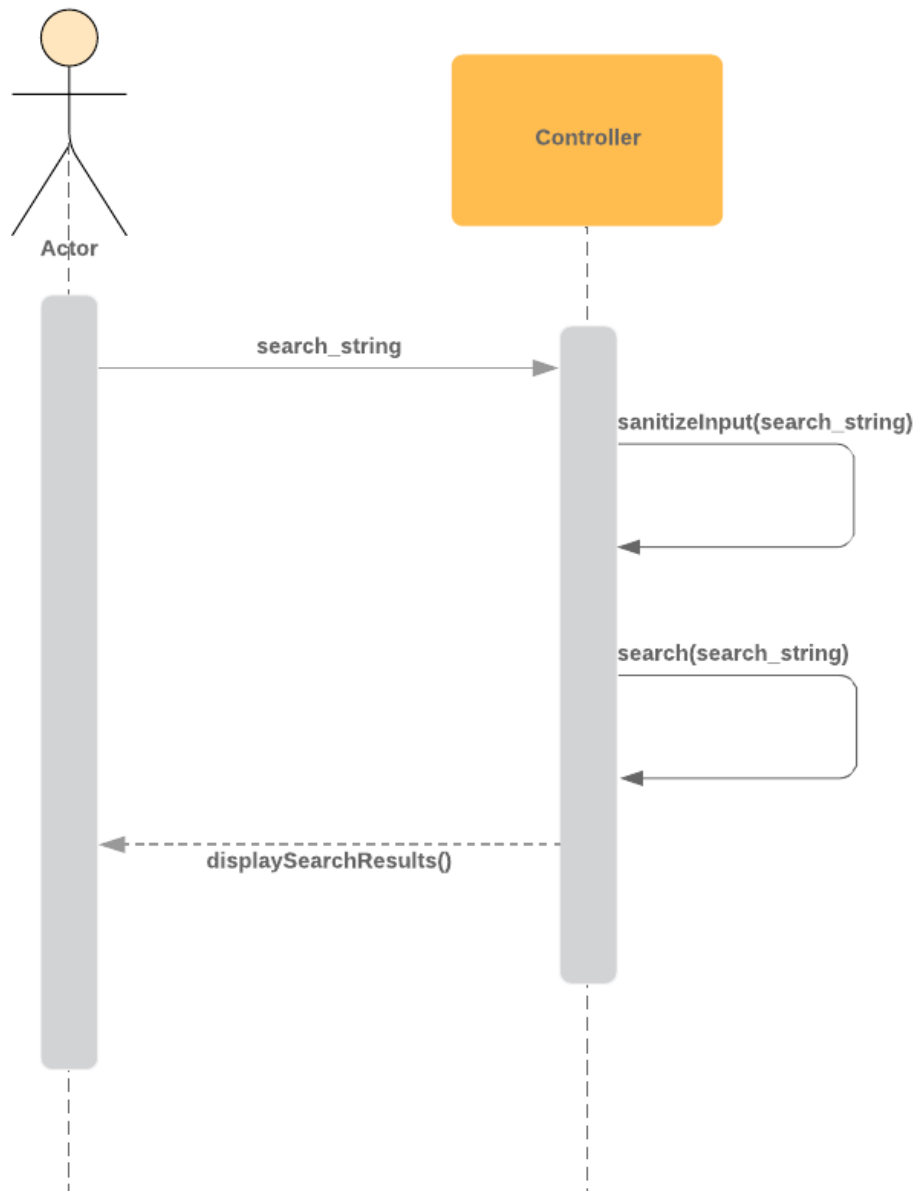 Controller
Actor
search_string
sanitizeInput(search_string)
search(search_string)
displaySearchResults()